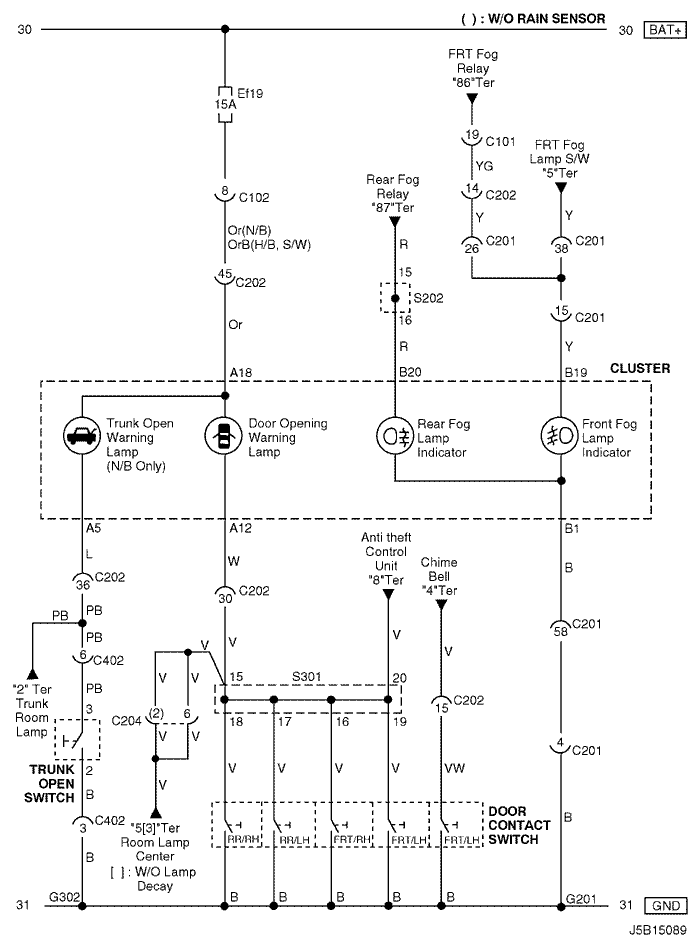 ( ) : W/O RAIN SENSOR
30
30
BAT+
FRT Fog
Relay
"86"Ter
Ef19
15A
19
C101
FRT Fog
Lamp S/W
"5"Ter
YG
Rear Fog
Relay
"87"Ter
8
C102
14
C202
Or(N/B)
OrB(H/B, S/W)
Y
Y
R
26
C201
38
C201
45
C202
15
S202
16
15
C201
Or
R
Y
A18
B20
B19
CLUSTER
Trunk Open
Warning
Lamp
(N/B Only)
Door Opening
Warning
Lamp
Rear Fog
Lamp
Indicator
Front Fog
Lamp
Indicator
A5
A12
B1
Anti theft
Control
Unit
"8"Ter
Chime
Bell
"4"Ter
L
W
B
36
C202
30
C202
PB
PB
PB
58
C201
V
V
V
V
6
C402
15
S301
20
"2" Ter
Trunk
Room
Lamp
PB
V
V
C204
(2)
6
15
C202
3
18
17
16
19
V
V
4
C201
TRUNK
OPEN
SWITCH
2
V
V
V
V
V
VW
B
DOOR
CONTACT
SWITCH
C402
3
B
"5[3]"Ter
Room Lamp
Center
[ ] : W/O Lamp
Decay
RR/RH
RR/LH
FRT/RH
FRT/LH
FRT/LH
B
31
G302
B
B
B
B
B
G201
31
GND
J5B15089